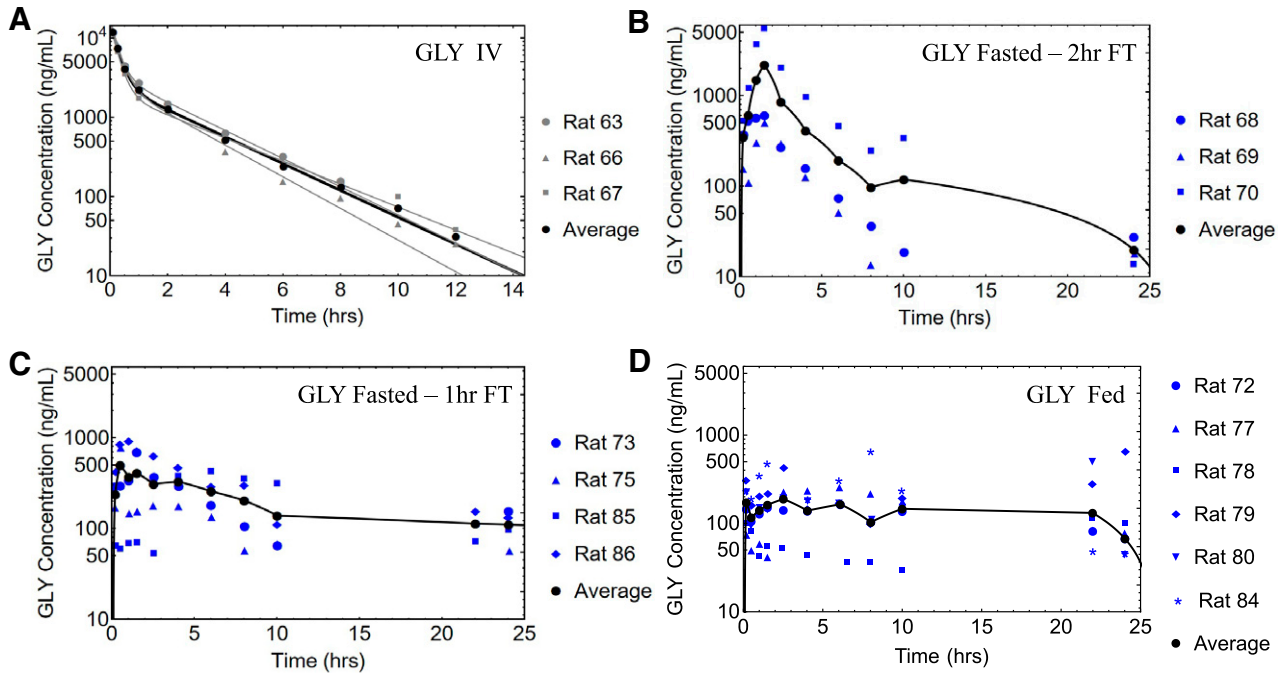 A
GLY IV
GLY Concentration (ng/mL)
10⁴
5000
1000
500
100
50
10
0 2 4 6 8 10 12 14
Time (hrs)
Rat 63
Rat 66
Rat 67
Average
B
GLY Fasted – 2hr FT
GLY Concentration (ng/mL)
5000
1000
500
100
50
10
0 5 10 15 20 25
Time (hrs)
Rat 68
Rat 69
Rat 70
Average
C
GLY Fasted – 1hr FT
GLY Concentration (ng/mL)
5000
1000
500
100
50
10
0 5 10 15 20 25
Time (hrs)
Rat 73
Rat 75
Rat 85
Rat 86
Average
D
GLY Fed
GLY Concentration (ng/mL)
5000
1000
500
100
50
10
0 5 10 15 20 25
Time (hrs)
Rat 72
Rat 77
Rat 78
Rat 79
Rat 80
Rat 84
Average